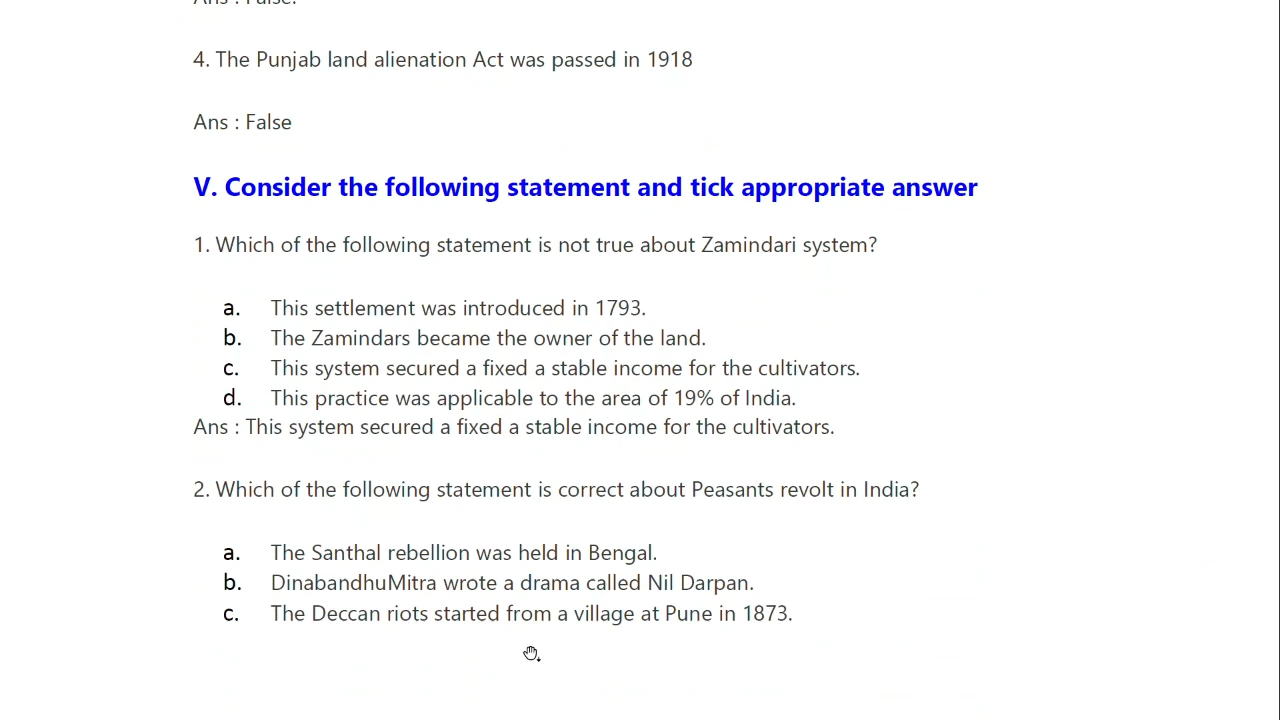 Ans : False.
4. The Punjab land alienation Act was passed in 1918
Ans : False
V. Consider the following statement and tick appropriate answer
1. Which of the following statement is not true about Zamindari system?
a. This settlement was introduced in 1793.
b. The Zamindars became the owner of the land.
c. This system secured a fixed a stable income for the cultivators.
d. This practice was applicable to the area of 19% of India.
Ans : This system secured a fixed a stable income for the cultivators.
2. Which of the following statement is correct about Peasants revolt in India?
a. The Santhal rebellion was held in Bengal.
b. DinabandhuMitra wrote a drama called Nil Darpan.
c. The Deccan riots started from a village at Pune in 1873.